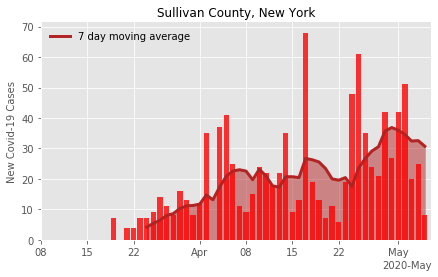 Sullivan County, New York
7 day moving average
New Covid-19 Cases
70
60
50
40
30
20
10
0
08 15 22 Apr 08 15 22 May
2020-May